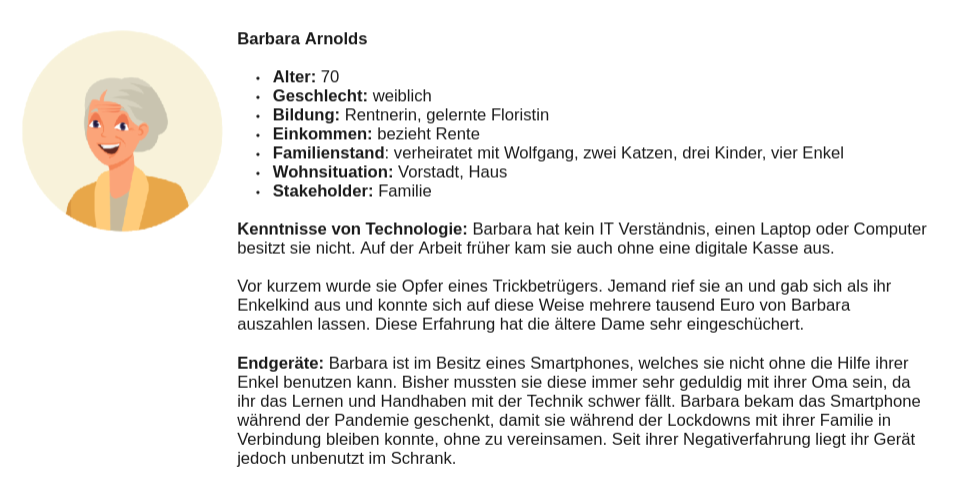 Barbara Arnolds
• Alter: 70
• Geschlecht: weiblich
• Bildung: Rentnerin, gelernte Floristin
• Einkommen: bezieht Rente
• Familienstand: verheiratet mit Wolfgang, zwei Katzen, drei Kinder, vier Enkel
• Wohnsituation: Vorstadt, Haus
• Stakeholder: Familie
Kenntnisse von Technologie: Barbara hat kein IT Verständnis, einen Laptop oder Computer
besitzt sie nicht. Auf der Arbeit früher kam sie auch ohne eine digitale Kasse aus.
Vor kurzem wurde sie Opfer eines Trickbetrügers. Jemand rief sie an und gab sich als ihr
Enkelkind aus und konnte sich auf diese Weise mehrere tausend Euro von Barbara
auszahlen lassen. Diese Erfahrung hat die ältere Dame sehr eingeschüchert.
Endgeräte: Barbara ist im Besitz eines Smartphones, welches sie nicht ohne die Hilfe ihrer
Enkel benutzen kann. Bisher mussten sie diese immer sehr geduldig mit ihrer Oma sein, da
ihr das Lernen und Handhaben mit der Technik schwer fällt. Barbara bekam das Smartphone
während der Pandemie geschenkt, damit sie während der Lockdowns mit ihrer Familie in
Verbindung bleiben konnte, ohne zu vereinsamen. Seit ihrer Negativerfahrung liegt ihr Gerät
jedoch unbenutzt im Schrank.